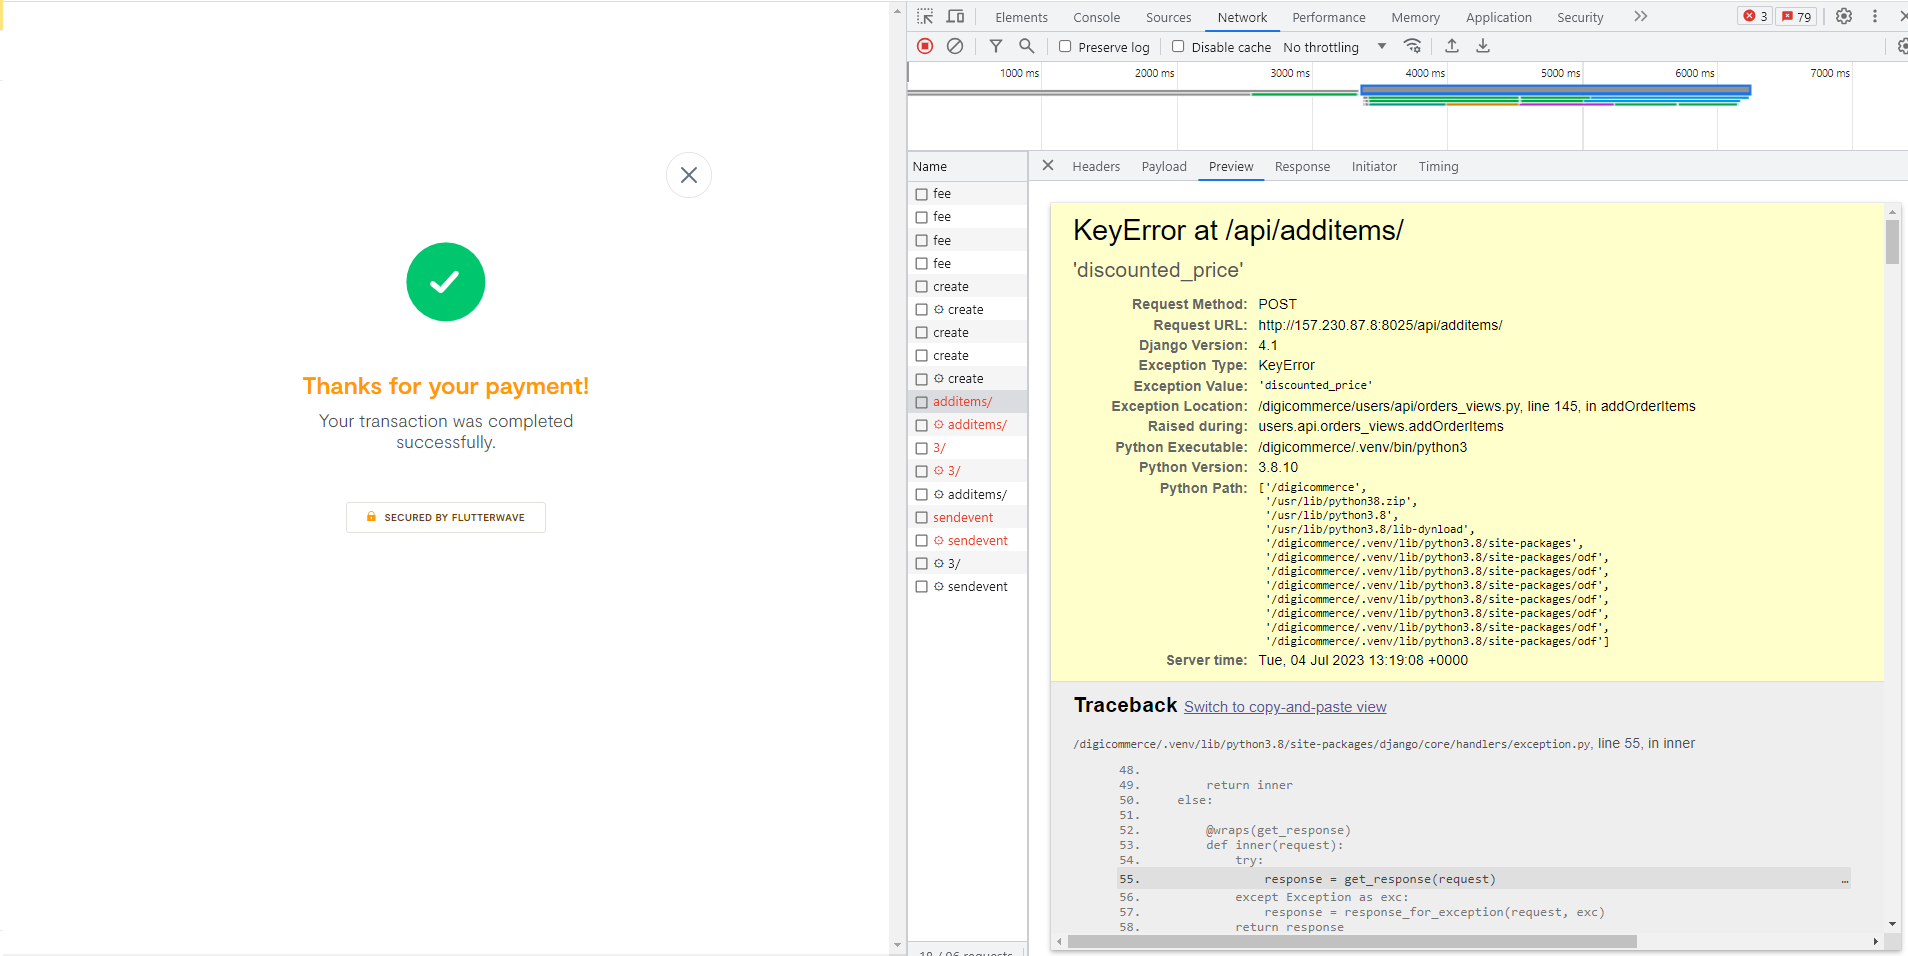 Thanks for your payment!
Your transaction was completed
successfully.
SECURED BY FLUTTERWAVE
Elements Console Sources Network Performance Memory Application Security 3 79
Preserve log Disable cache No throttling
1000 ms 2000 ms 3000 ms 4000 ms 5000 ms 6000 ms 7000 ms
Name
fee
fee
fee
fee
create
create
create
create
create
additems/
additems/
3/
3/
additems/
sendevent
sendevent
3/
sendevent
Headers Payload Preview Response Initiator Timing
KeyError at /api/additems/
'discounted_price'
Request Method: POST
Request URL: http://157.230.87.8:8025/api/additems/
Django Version: 4.1
Exception Type: KeyError
Exception Value: 'discounted_price'
Exception Location: /digicommerce/users/api/orders_views.py, line 145, in addOrderItems
Raised during: users.api.orders_views.addOrderItems
Python Executable: /digicommerce/.venv/bin/python3
Python Version: 3.8.10
Python Path: ['/digicommerce',
'/usr/lib/python38.zip',
'/usr/lib/python3.8',
'/usr/lib/python3.8/lib-dynload',
'/digicommerce/.venv/lib/python3.8/site-packages',
'/digicommerce/.venv/lib/python3.8/site-packages/odf',
'/digicommerce/.venv/lib/python3.8/site-packages/odf',
'/digicommerce/.venv/lib/python3.8/site-packages/odf',
'/digicommerce/.venv/lib/python3.8/site-packages/odf',
'/digicommerce/.venv/lib/python3.8/site-packages/odf',
'/digicommerce/.venv/lib/python3.8/site-packages/odf',
'/digicommerce/.venv/lib/python3.8/site-packages/odf']
Server time: Tue, 04 Jul 2023 13:19:08 +0000
Traceback Switch to copy-and-paste view
/digicommerce/.venv/lib/python3.8/site-packages/django/core/handlers/exception.py, line 55, in inner
48.
49. return inner
50. else:
51.
52. @wraps(get_response)
53. def inner(request):
54. try:
55. response = get_response(request) …
56. except Exception as exc:
57. response = response_for_exception(request, exc)
58. return response